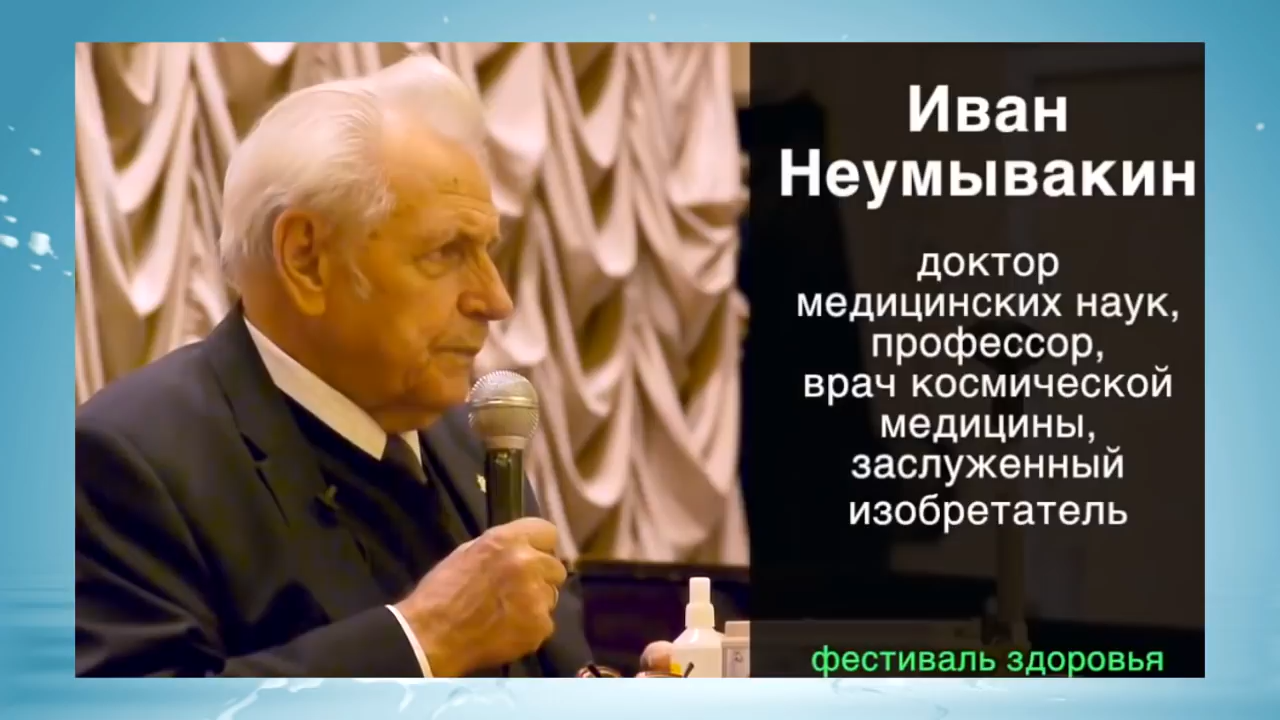 Иван
Неумывакин
доктор
медицинских наук,
профессор,
врач космической
медицины,
заслуженный
изобретатель
фестиваль здоровья